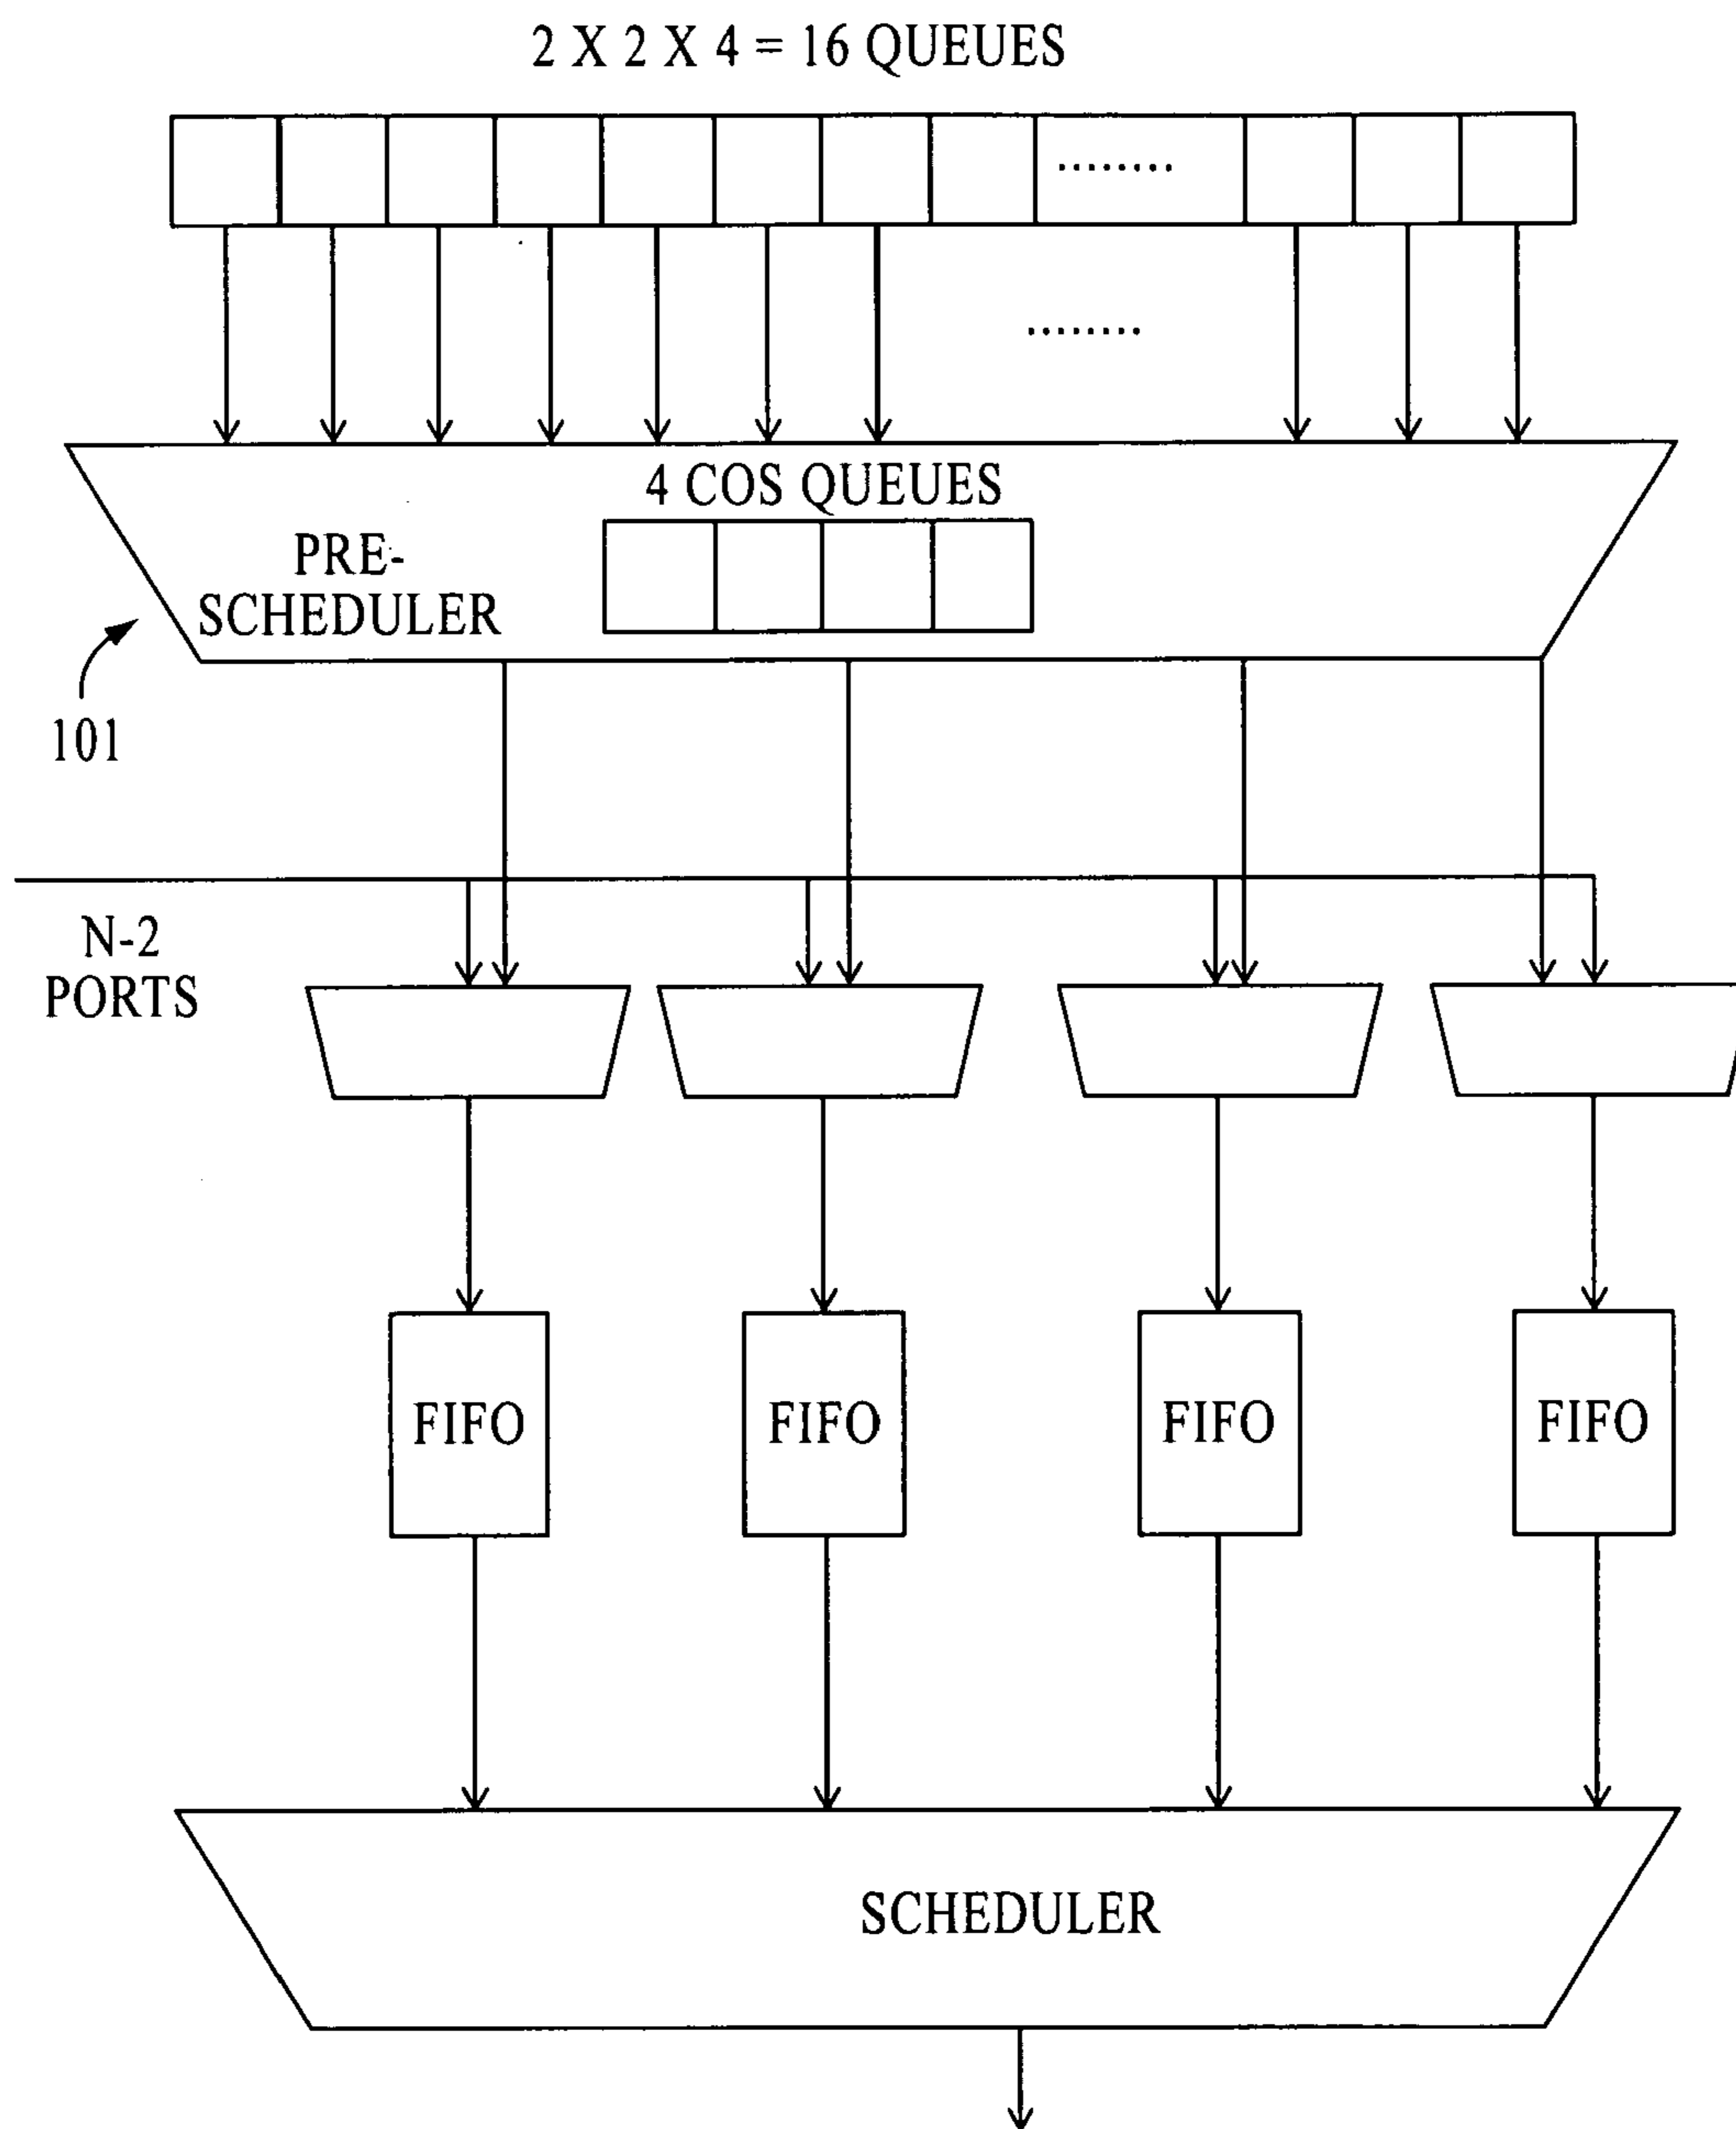 2 X 2 X 4 = 16 QUEUES
4 COS QUEUES
PRE-
SCHEDULER
101
N-2
PORTS
FIFO
FIFO
FIFO
FIFO
SCHEDULER